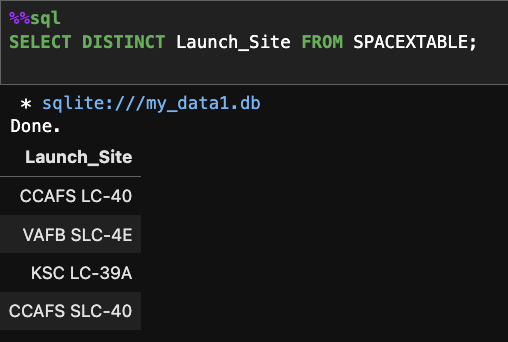 %%sql
SELECT DISTINCT Launch_Site FROM SPACEXTABLE;
* sqlite:///my_data1.db
Done.
Launch_Site
CCAFS LC-40
VAFB SLC-4E
KSC LC-39A
CCAFS SLC-40